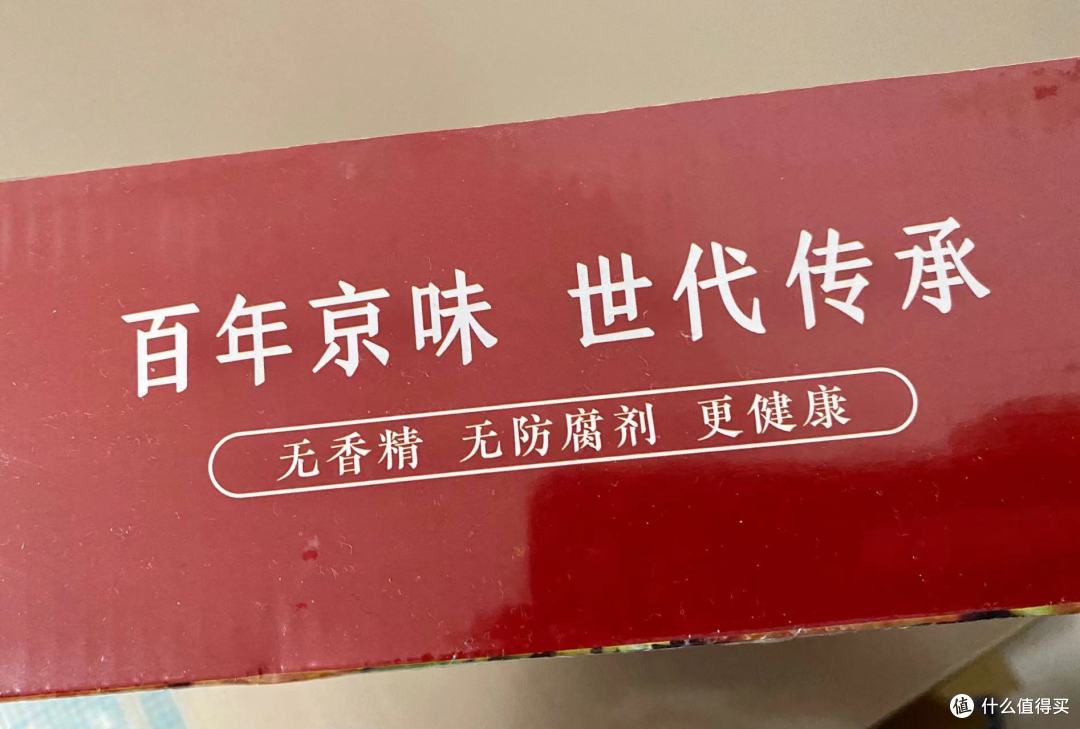 百年京味 世代传承
无香精 无防腐剂 更健康
值 什么值得买